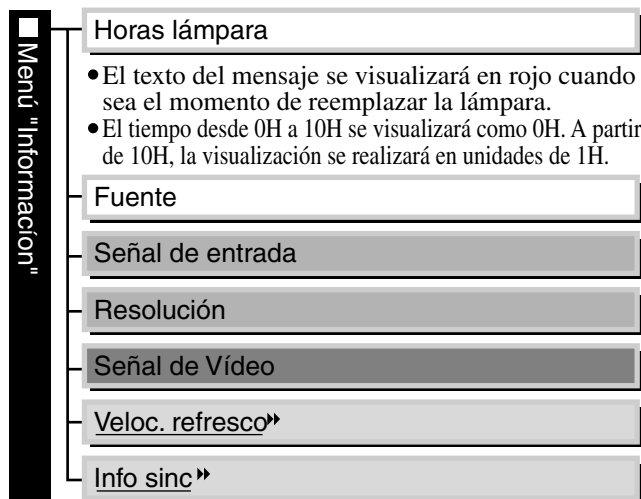 ■ Menú "Informacíon"
Horas lámpara
• El texto del mensaje se visualizará en rojo cuando
sea el momento de reemplazar la lámpara.
• El tiempo desde 0H a 10H se visualizará como 0H. A partir
de 10H, la visualización se realizará en unidades de 1H.
Fuente
Señal de entrada
Resolución
Señal de Vídeo
Veloc. refresco
Info sinc